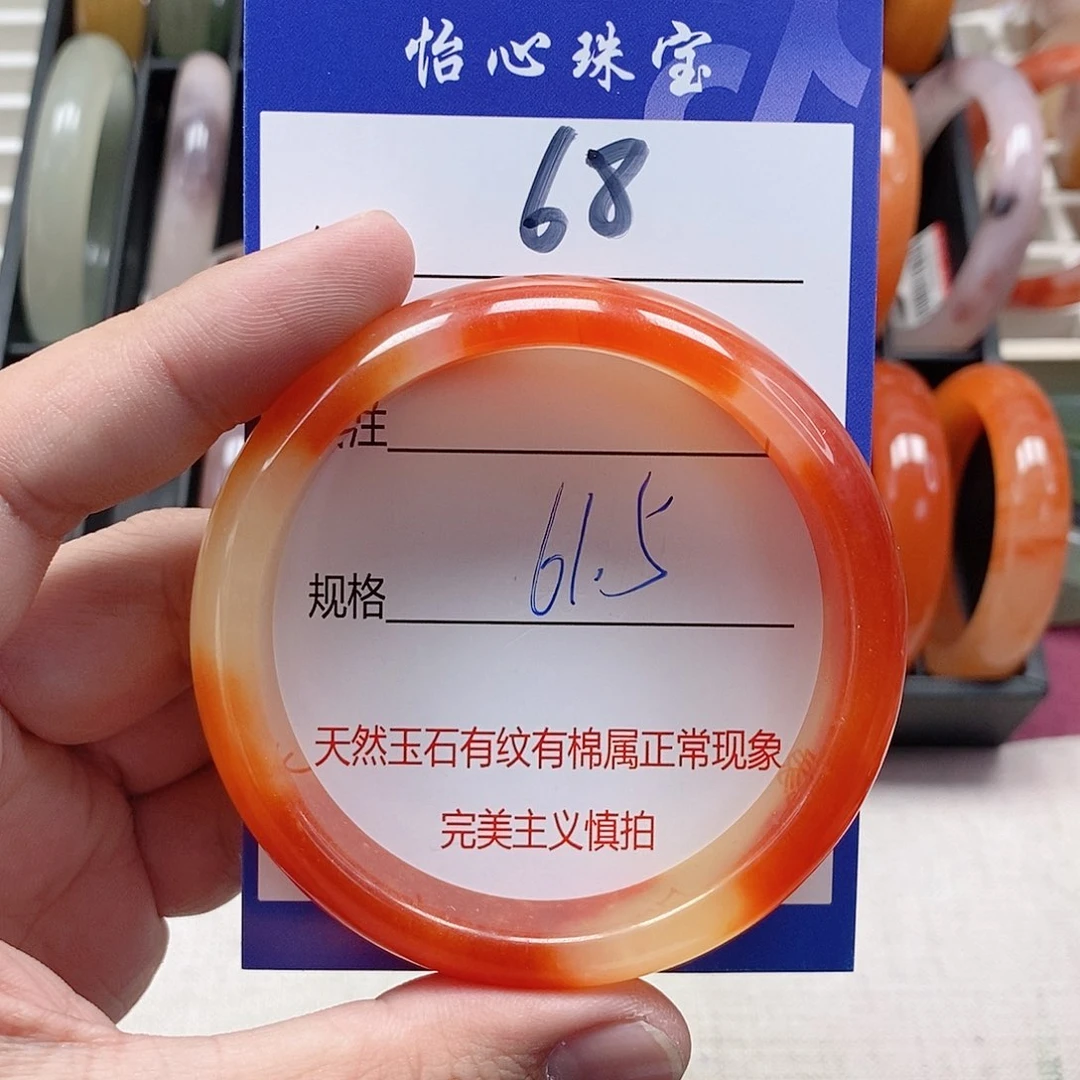 怡心珠宝
68
注
规格 61.5
天然玉石有纹有棉属正常现象
完美主义慎拍